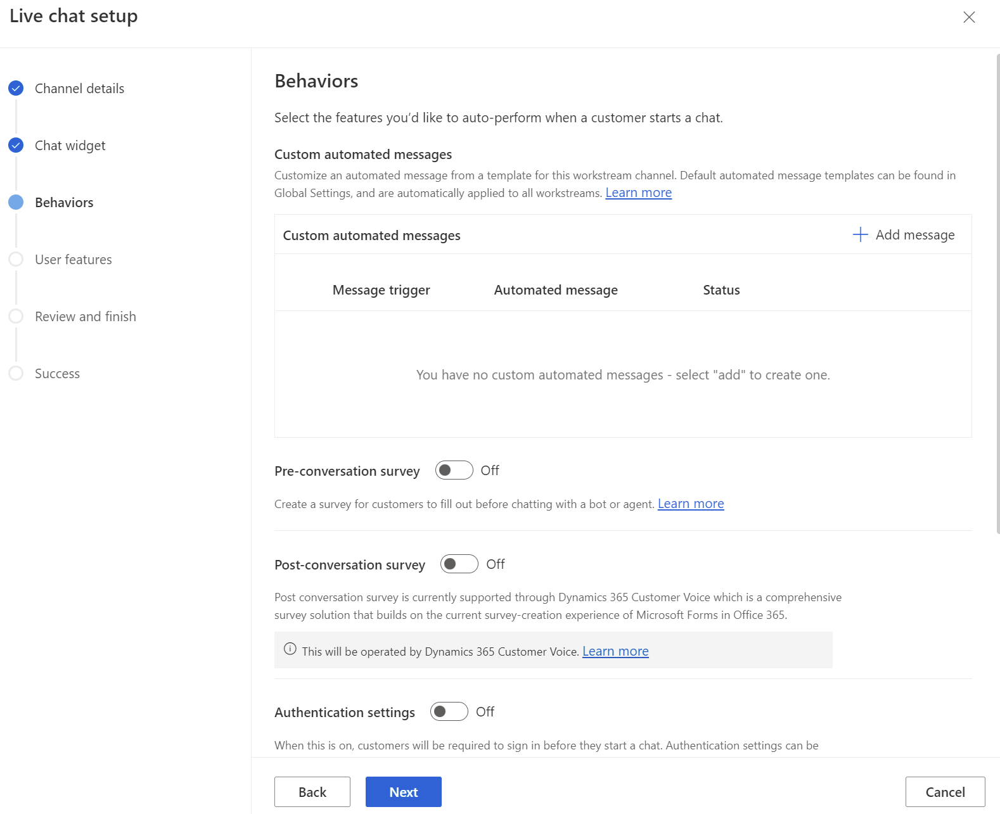 Live chat setup
Channel details
Chat widget
Behaviors
User features
Review and finish
Success
Behaviors
Select the features you’d like to auto-perform when a customer starts a chat.
Custom automated messages
Customize an automated message from a template for this workstream channel. Default automated message templates can be found in
Global Settings, and are automatically applied to all workstreams. Learn more
Custom automated messages
Add message
Message trigger Automated message Status
You have no custom automated messages - select "add" to create one.
Pre-conversation survey Off
Create a survey for customers to fill out before chatting with a bot or agent. Learn more
Post-conversation survey Off
Post conversation survey is currently supported through Dynamics 365 Customer Voice which is a comprehensive
survey solution that builds on the current survey-creation experience of Microsoft Forms in Office 365.
This will be operated by Dynamics 365 Customer Voice. Learn more
Authentication settings Off
When this is on, customers will be required to sign in before they start a chat. Authentication settings can be
Back Next Cancel